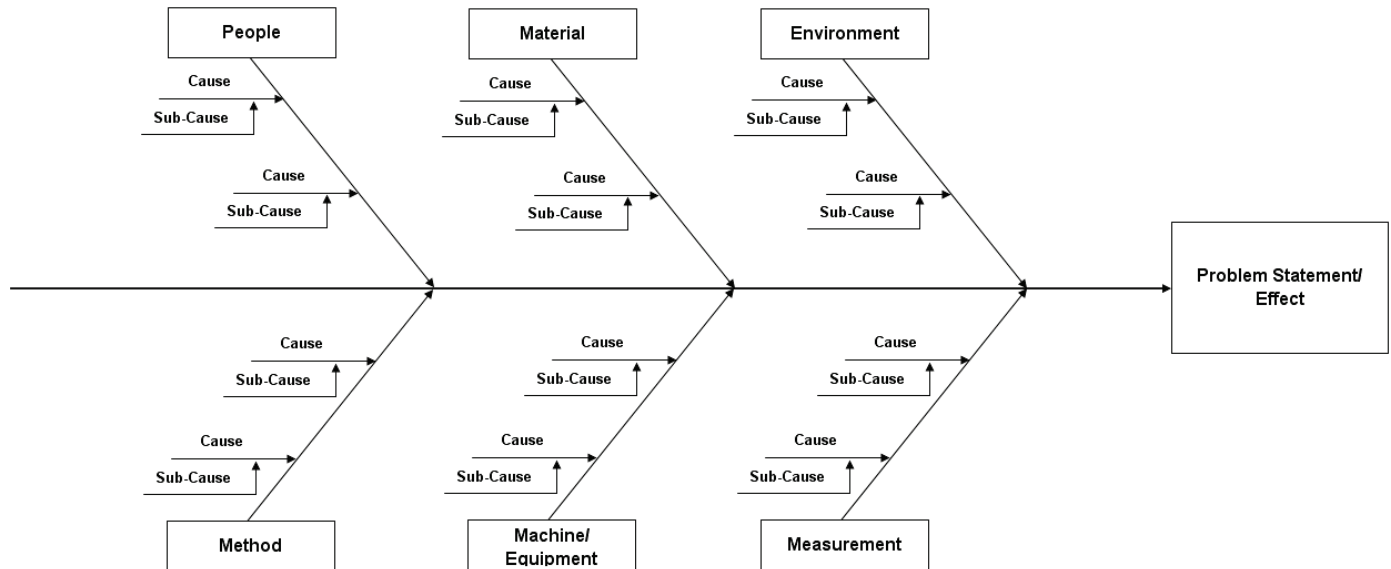 People
Material
Environment
Cause
Cause
Cause
Sub-Cause
Sub-Cause
Sub-Cause
Cause
Cause
Cause
Sub-Cause
Sub-Cause
Sub-Cause
Problem Statement/
Effect
Cause
Cause
Cause
Sub-Cause
Sub-Cause
Sub-Cause
Cause
Cause
Cause
Sub-Cause
Sub-Cause
Sub-Cause
Method
Machine/
Equipment
Measurement